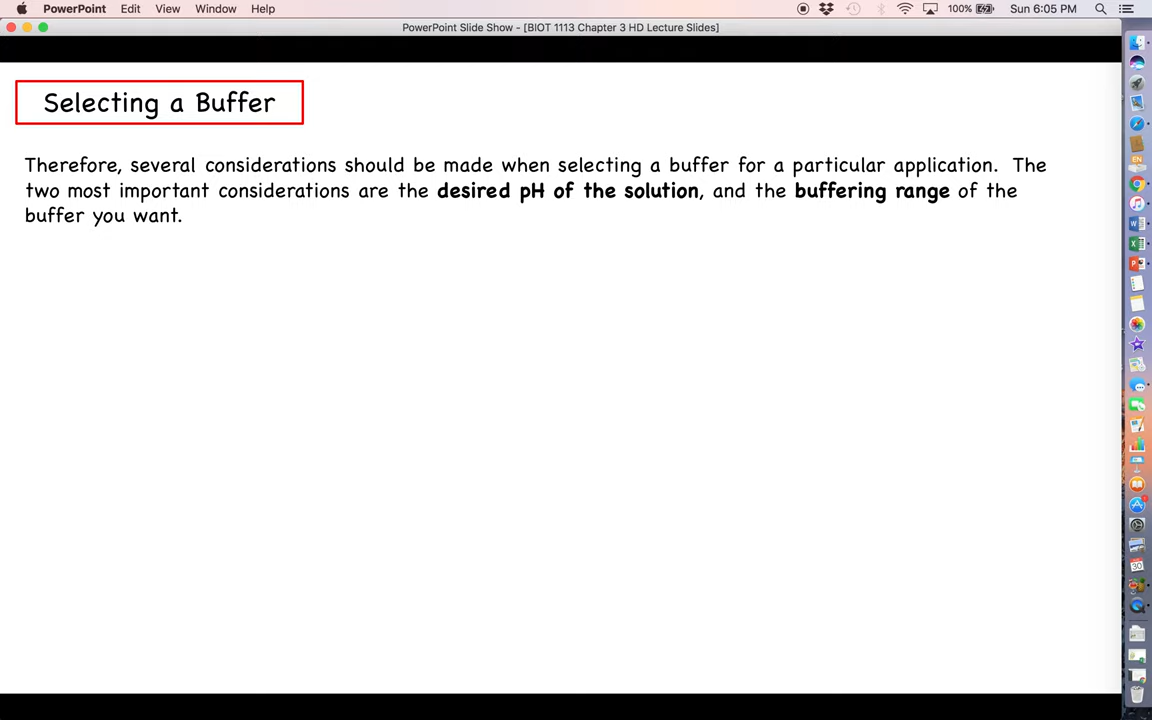 PowerPoint Edit View Window Help 100% Sun 6:05 PM
PowerPoint Slide Show - [BIOT 1113 Chapter 3 HD Lecture Slides]
Selecting a Buffer
Therefore, several considerations should be made when selecting a buffer for a particular application. The
two most important considerations are the desired pH of the solution, and the buffering range of the
buffer you want.
EN
30